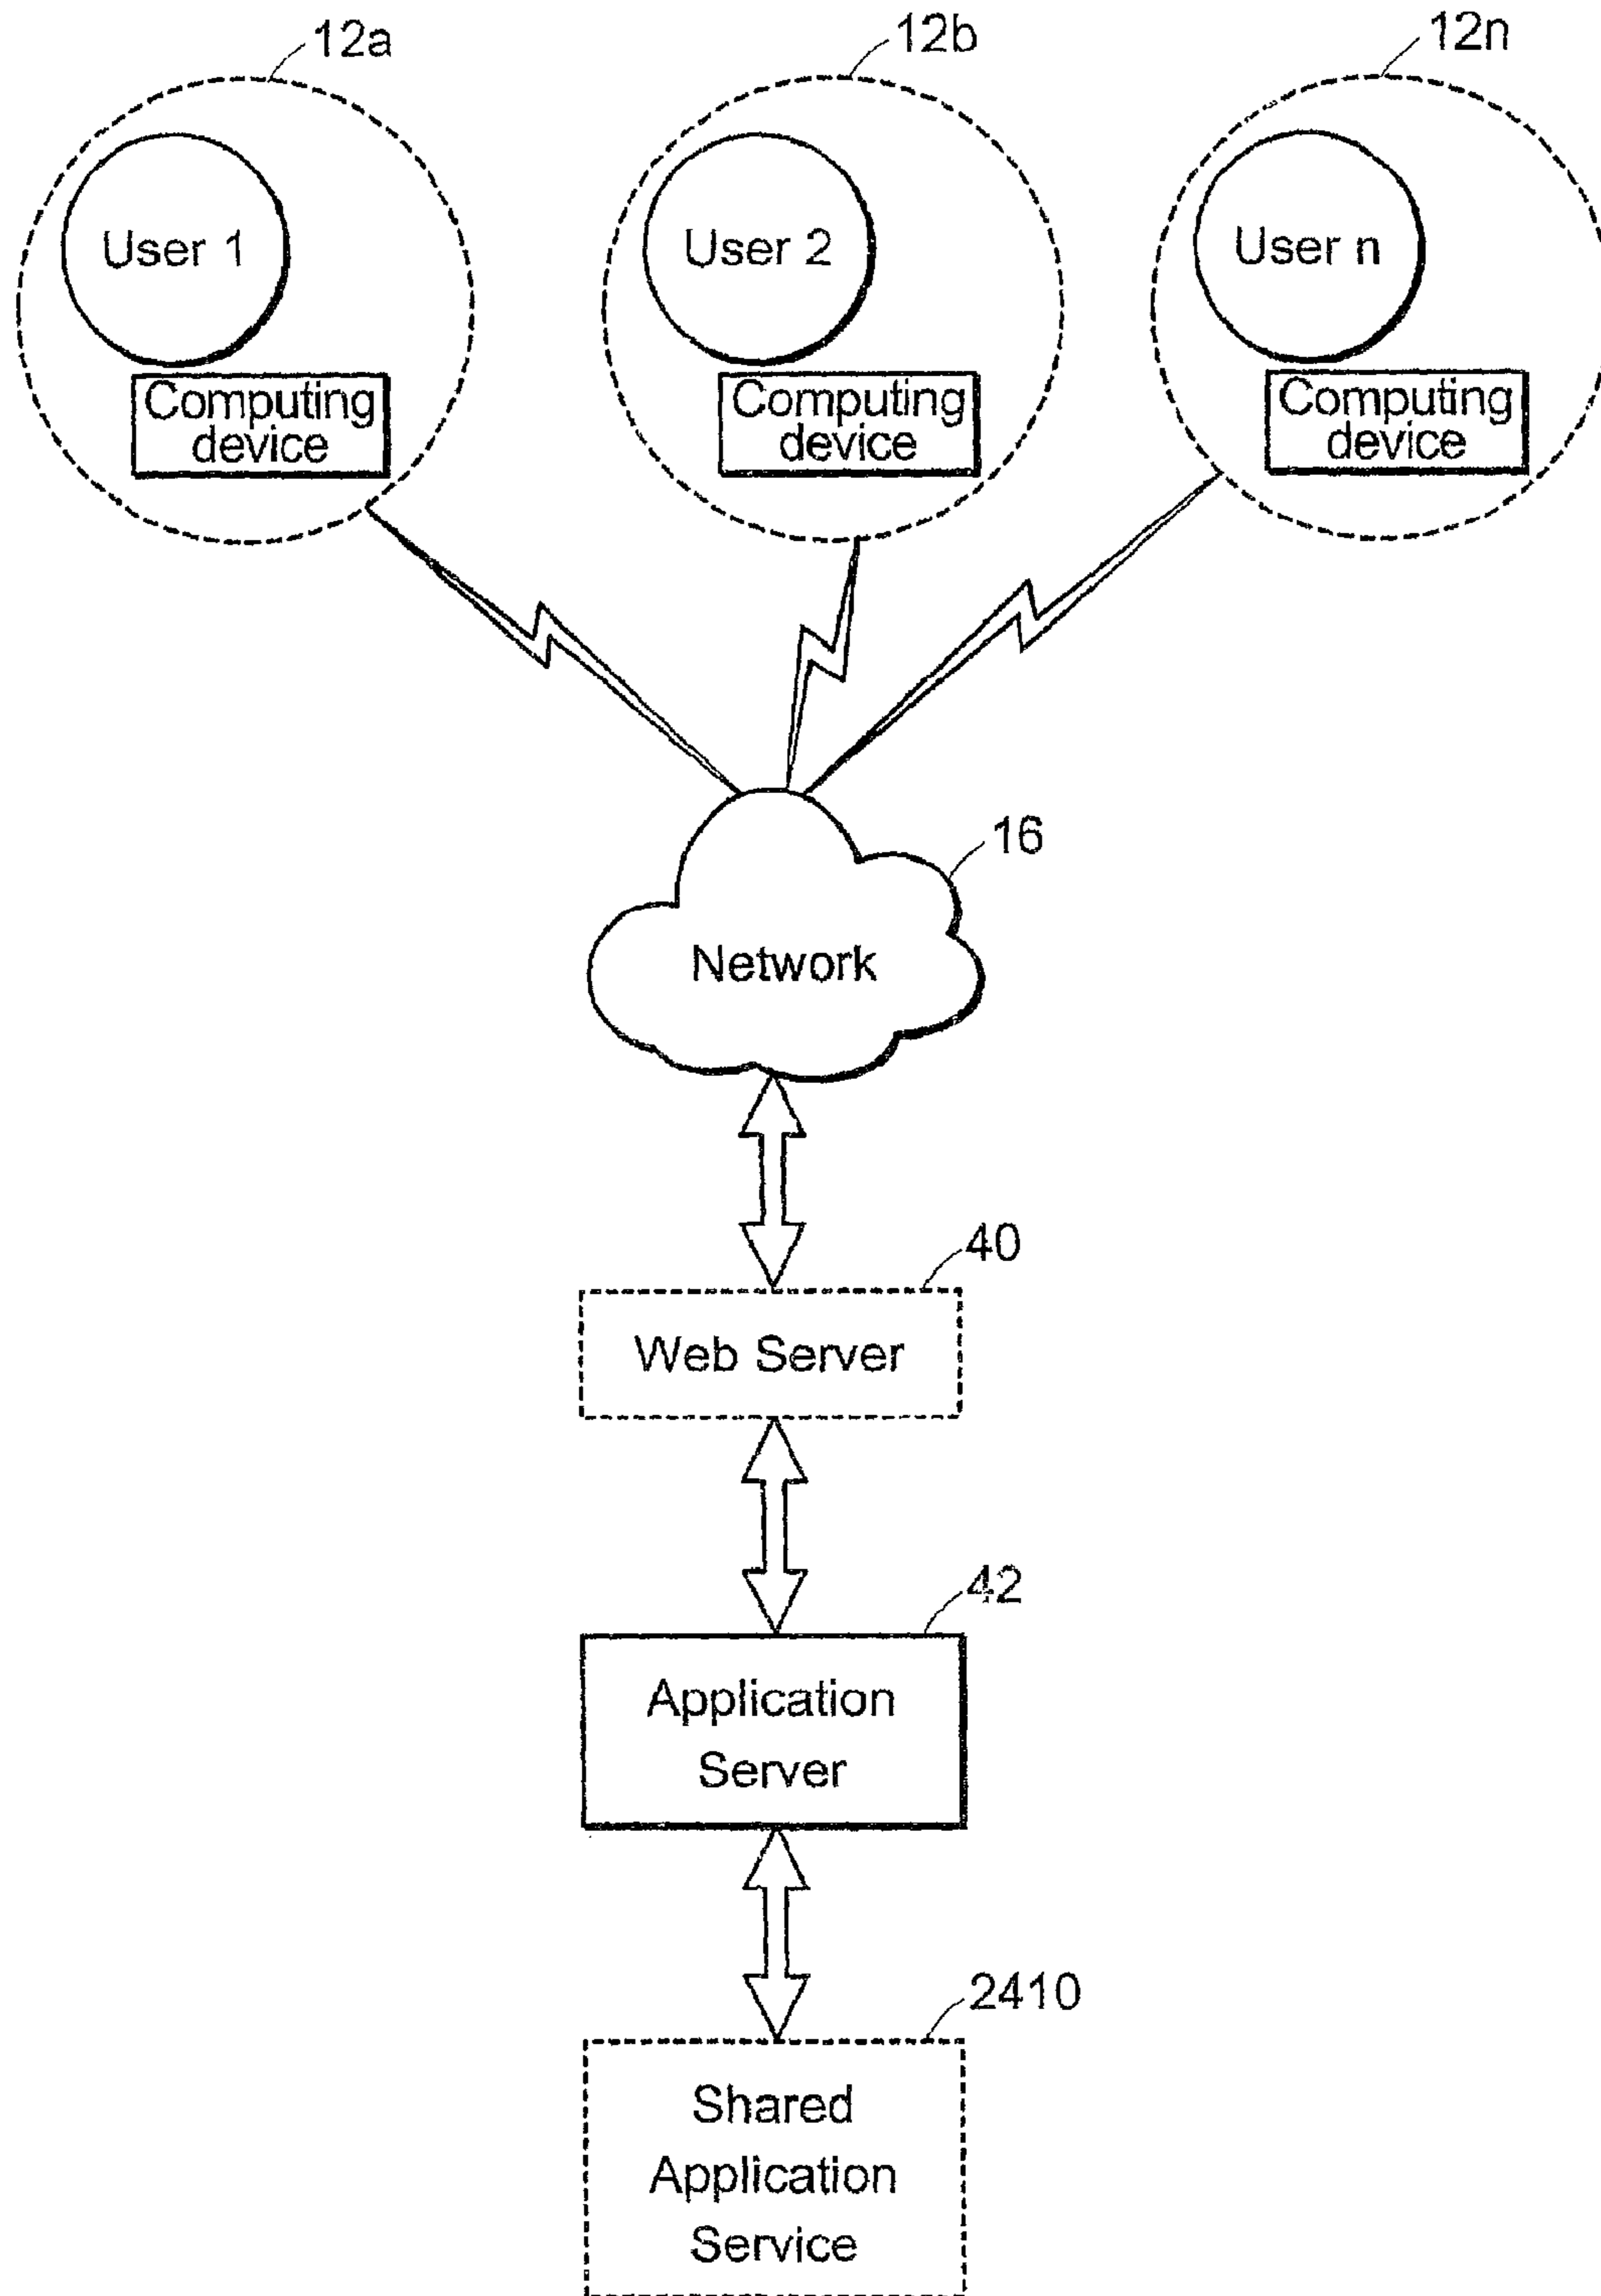 12a
12b
12n
User 1
User 2
User n
Computing
device
Computing
device
Computing
device
16
Network
40
Web Server
42
Application
Server
2410
Shared
Application
Service